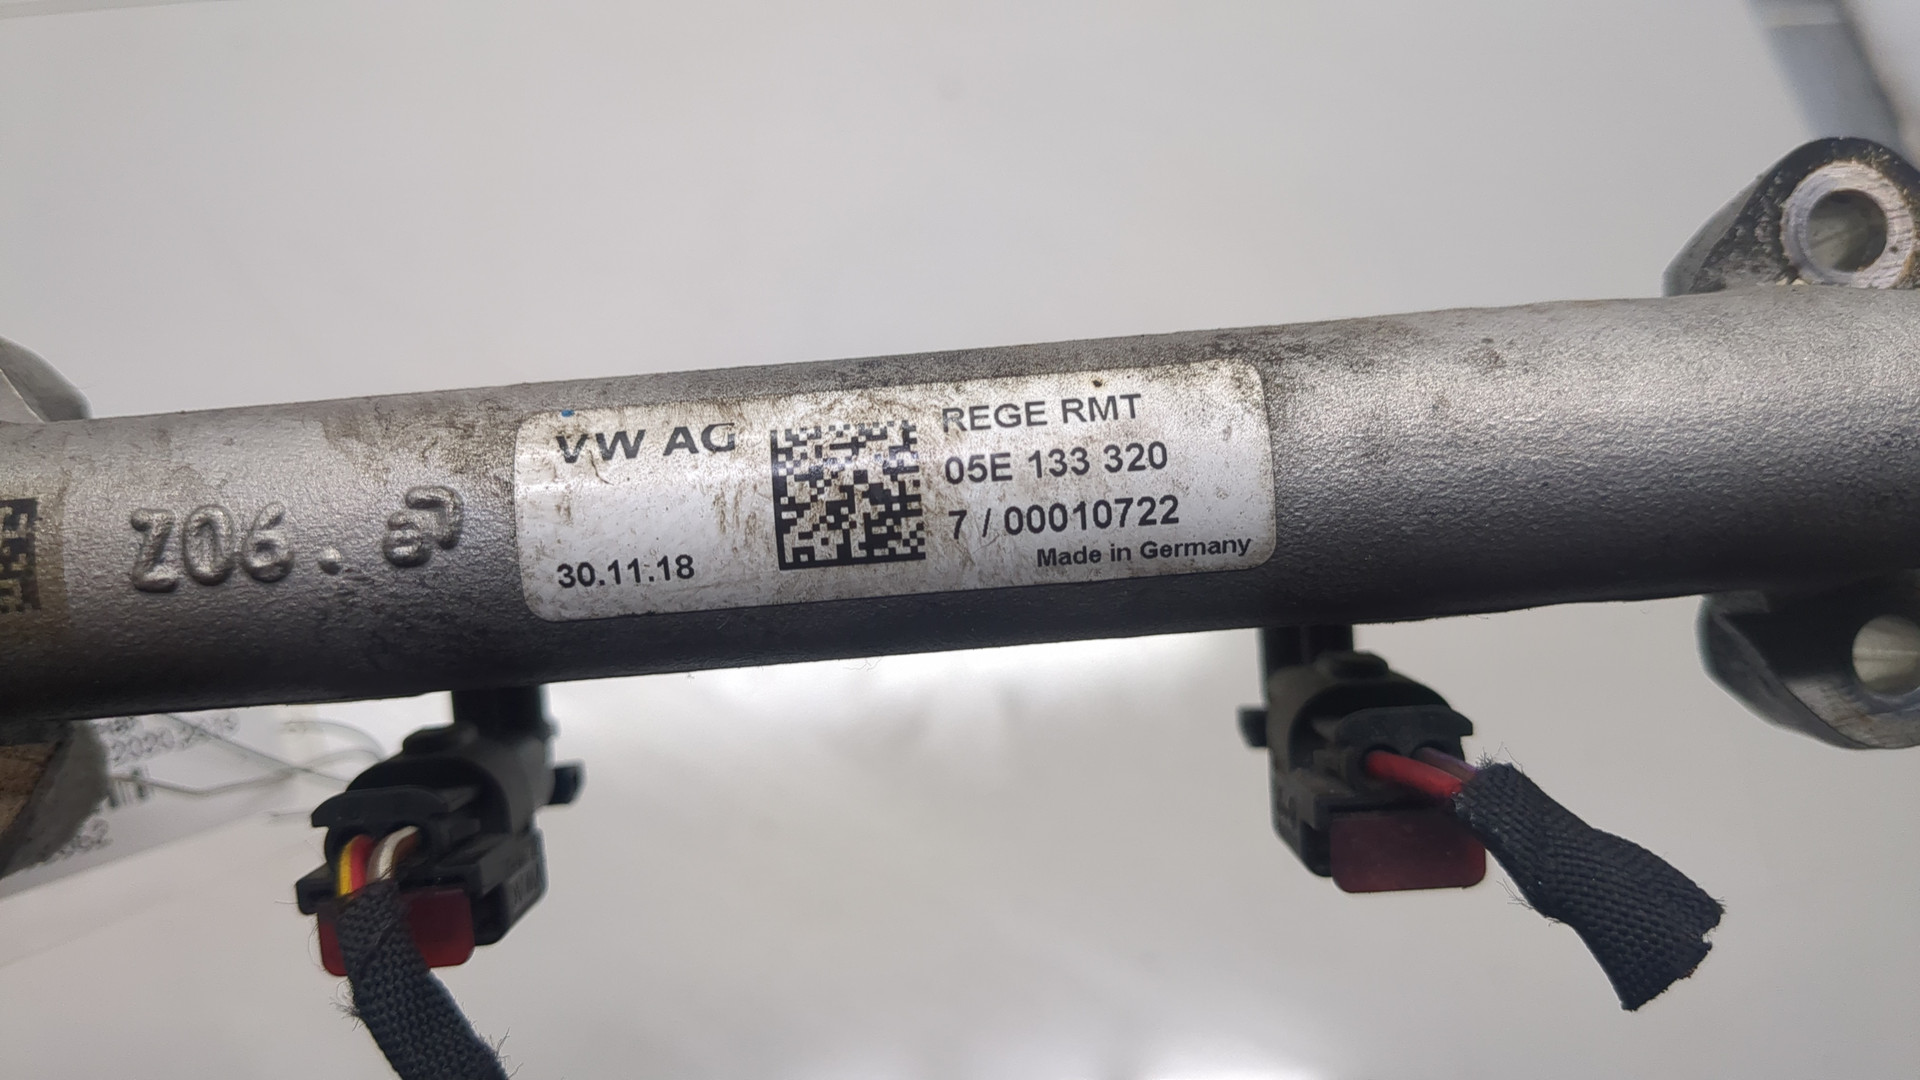 Z06.
VW AG
30.11.18
REGE RMT
05E 133 320
7 / 00010722
Made in Germany